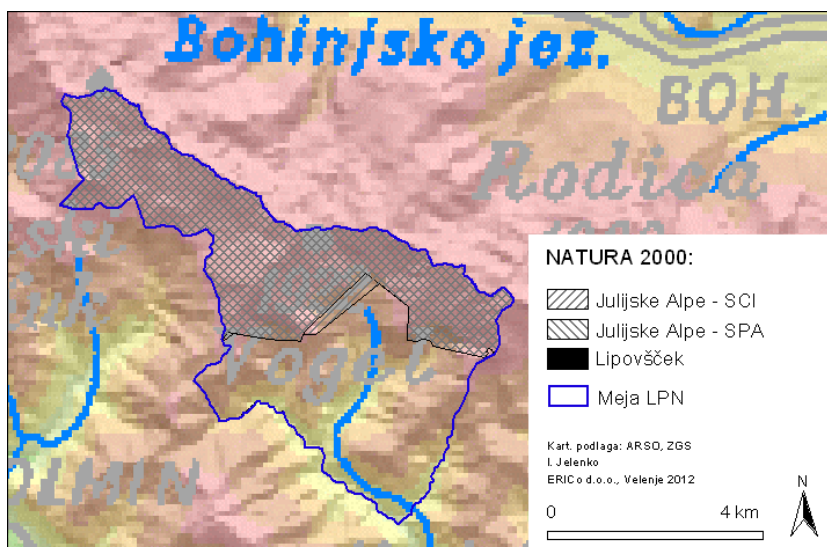 Bohinjsko jez.
BOH.
Rodica
Vogel
NATURA 2000:
Julijske Alpe - SCI
Julijske Alpe - SPA
Lipovšček
Meja LPN
Kart. podlaga: ARSO, ZGS
I. Jelenko
ERICo d.o.o., Velenje 2012
N
0 4 km